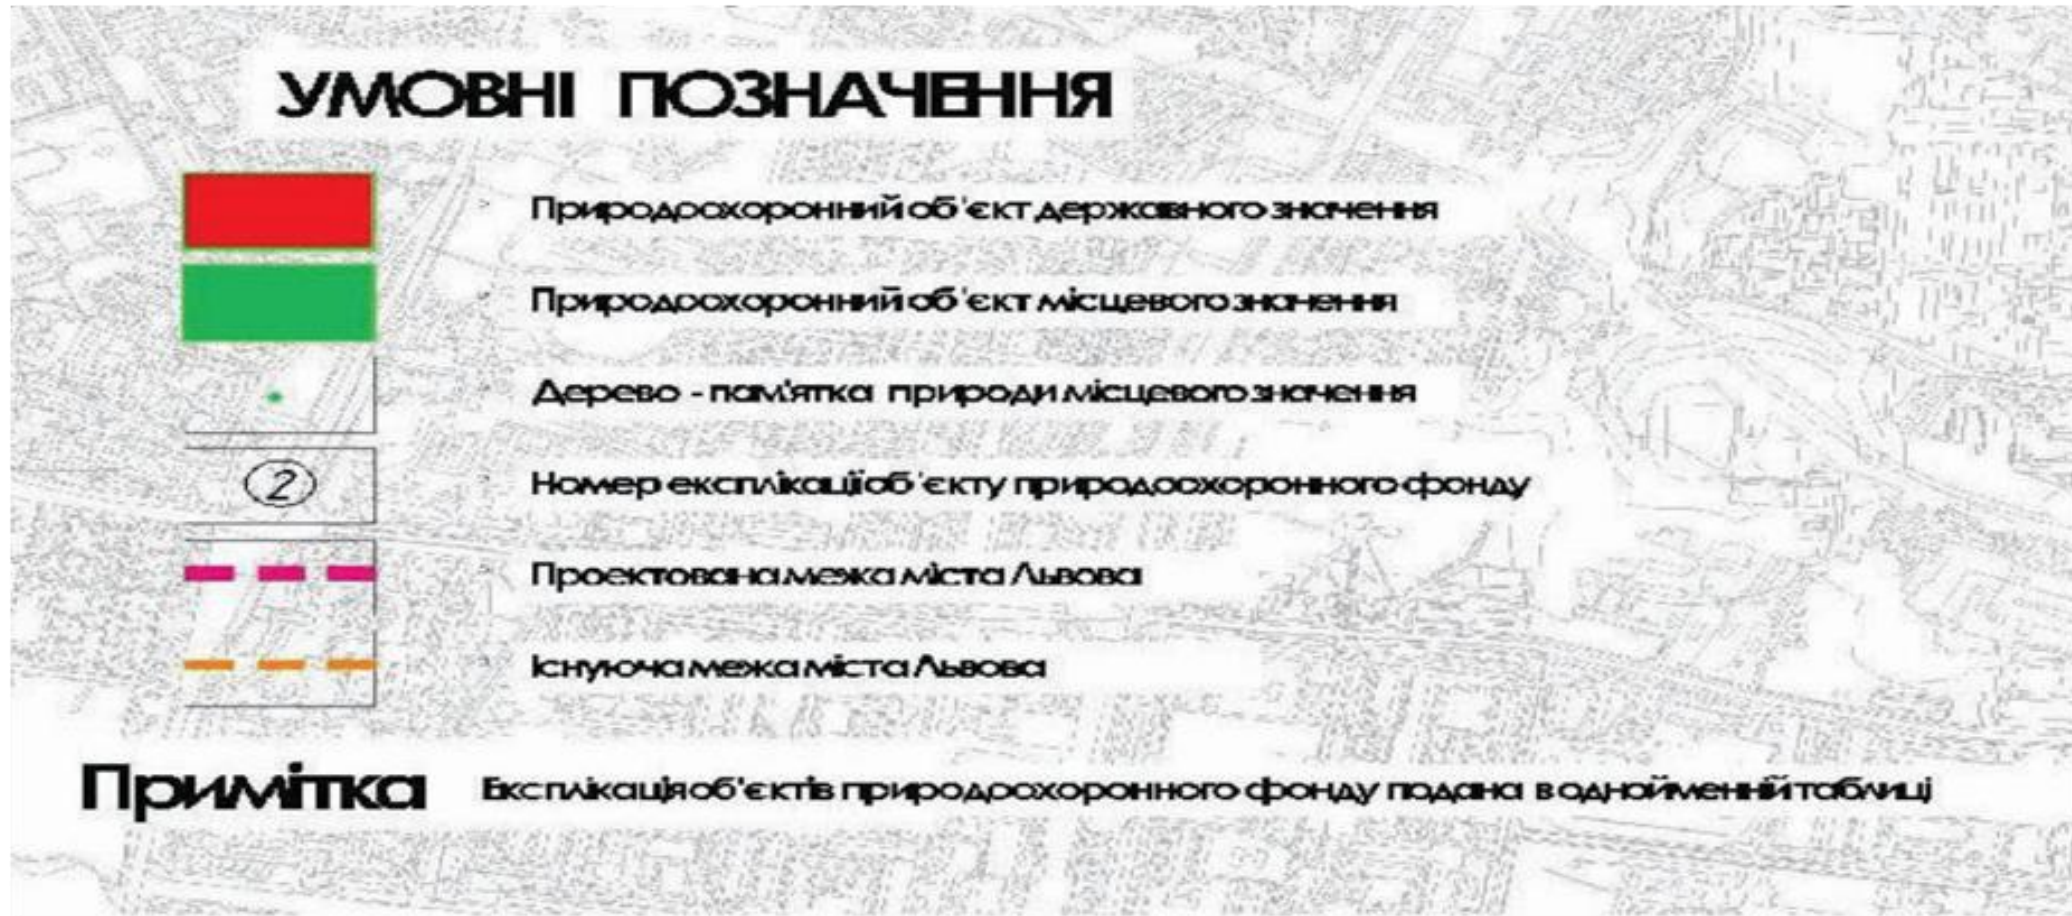 УМОВНІ ПОЗНАЧЕННЯ
Природоохоронний об'єкт державного значення
Природоохоронний об'єкт місцевого значення
Дерево - пам'ятка природи місцевого значення
2
Номер експлікації об'єкту природоохоронного фонду
Проектована межа міста Львова
Існуюча межа міста Львова
Примітка Експлікація об'єктів природоохоронного фонду подана в однойменній таблиці